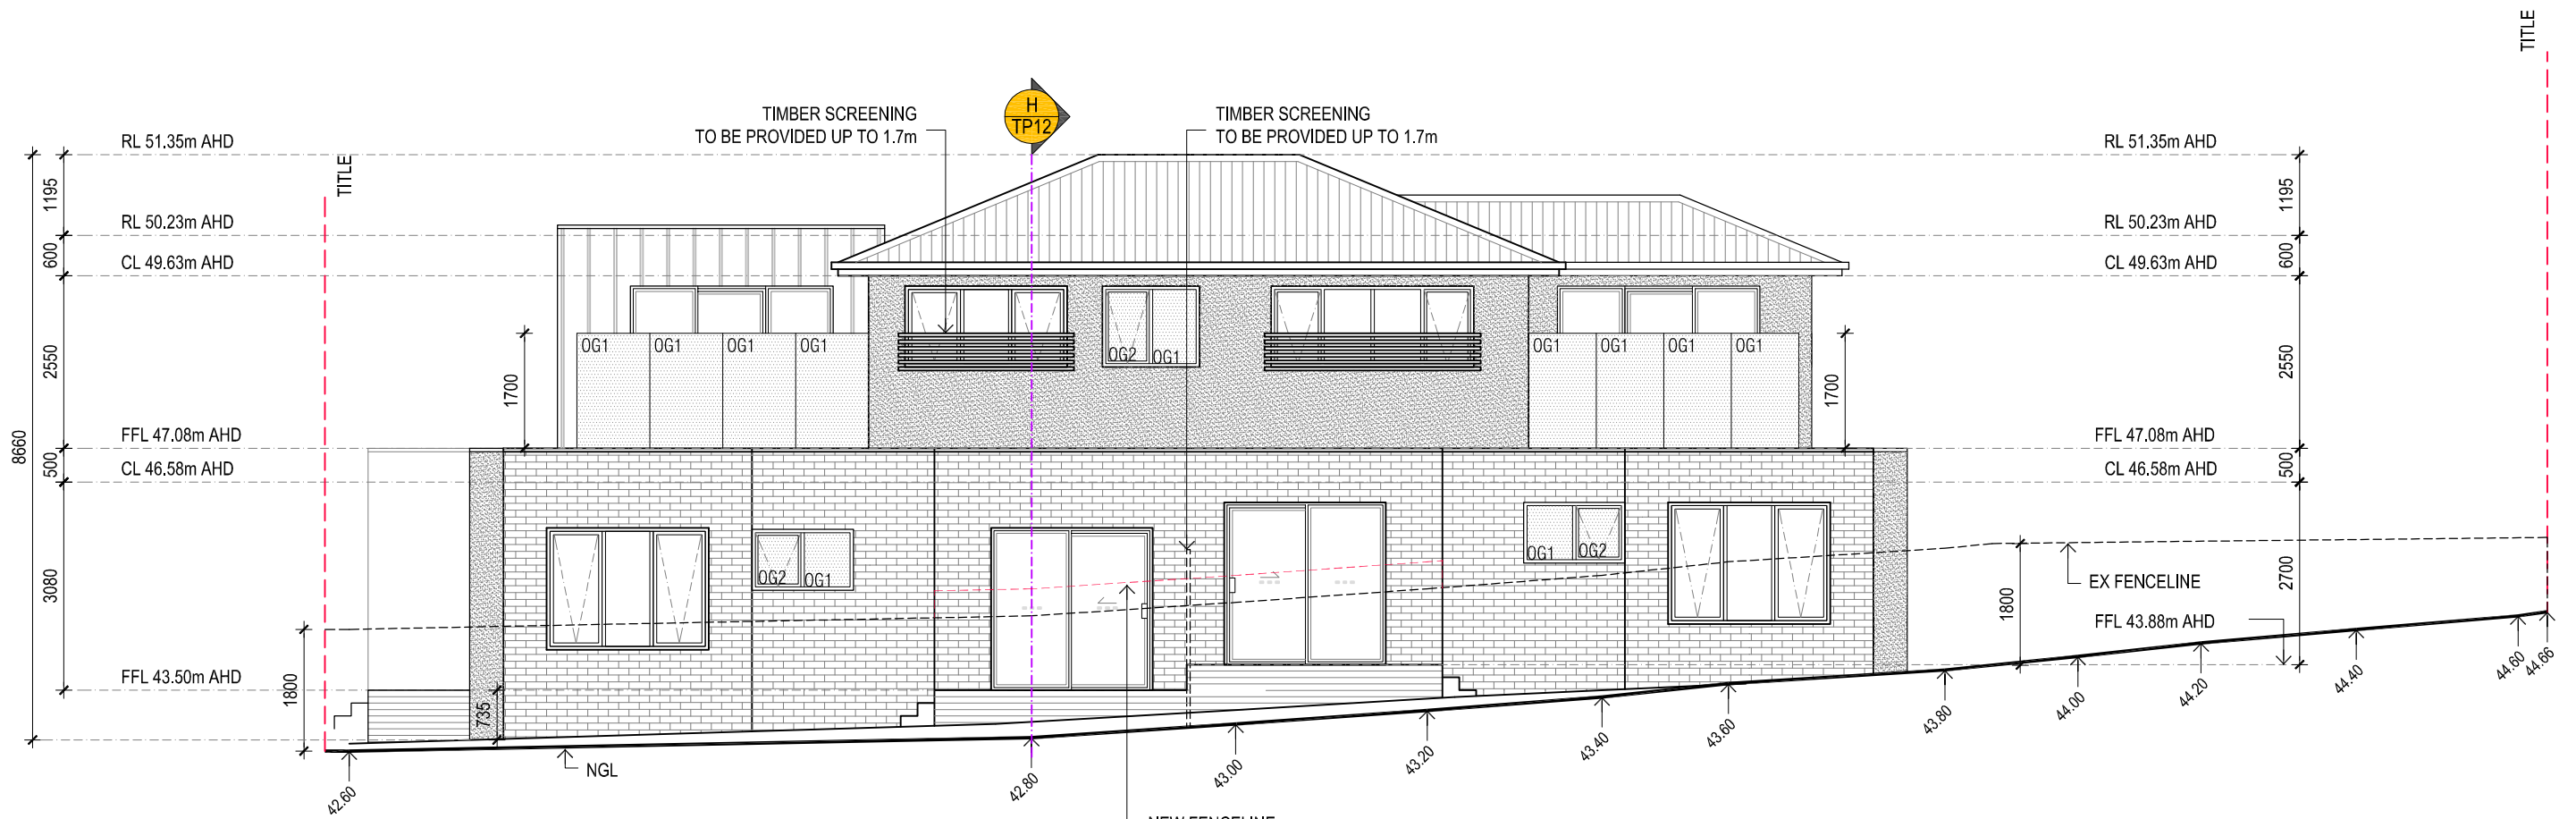 TITLE
TITLE
H
TP12
TIMBER SCREENING
TO BE PROVIDED UP TO 1.7m
TIMBER SCREENING
TO BE PROVIDED UP TO 1.7m
RL 51.35m AHD
RL 51.35m AHD
1195
1195
RL 50.23m AHD
RL 50.23m AHD
600
600
CL 49.63m AHD
CL 49.63m AHD
2550
2550
OG1
OG1
OG1
OG1
OG2
OG1
OG1
OG1
OG1
OG1
1700
1700
8660
FFL 47.08m AHD
FFL 47.08m AHD
500
500
CL 46.58m AHD
CL 46.58m AHD
3080
2700
OG2
OG1
OG1
OG2
EX FENCELINE
1800
FFL 43.88m AHD
FFL 43.50m AHD
1800
735
NGL
42.60
42.80
43.00
43.20
43.40
43.60
43.80
44.00
44.20
44.40
44.60
44.66
NEW FENCELINE